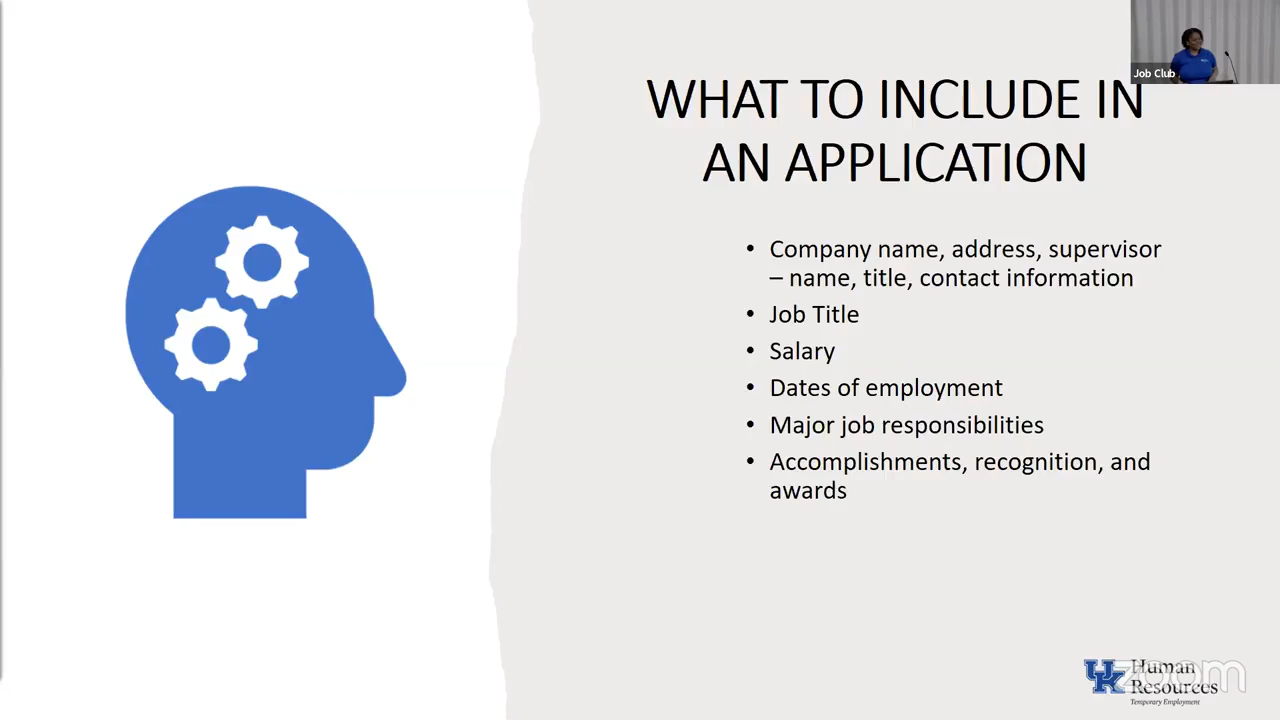 Job Club
WHAT TO INCLUDE IN
AN APPLICATION
• Company name, address, supervisor
– name, title, contact information
• Job Title
• Salary
• Dates of employment
• Major job responsibilities
• Accomplishments, recognition, and
awards
UK Human
Resources
Temporary Employment
zoom